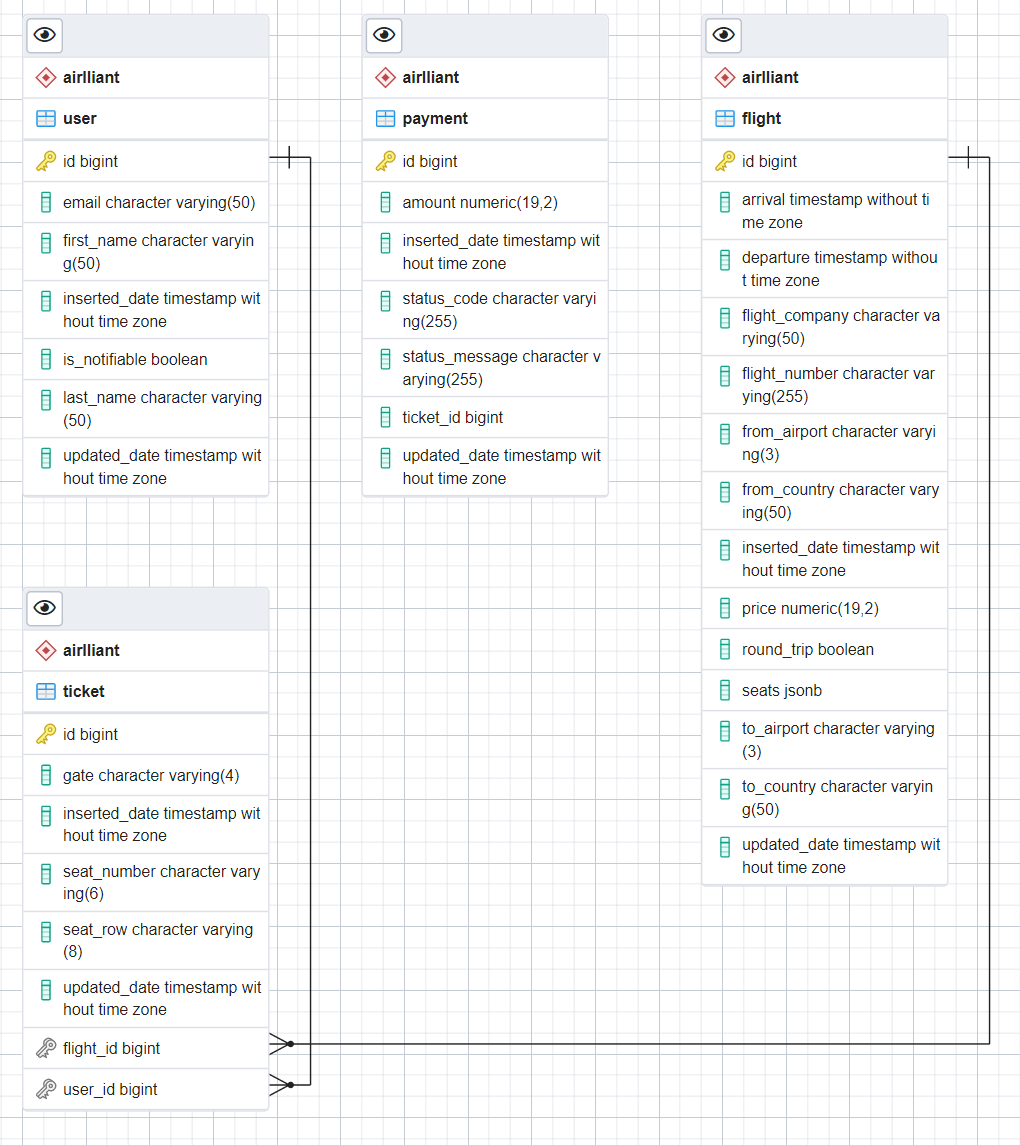 airlliant
user
id bigint
email character varying(50)
first_name character varyin
g(50)
inserted_date timestamp wit
hout time zone
is_notifiable boolean
last_name character varying
(50)
updated_date timestamp wit
hout time zone
airlliant
payment
id bigint
amount numeric(19,2)
inserted_date timestamp wit
hout time zone
status_code character varyi
ng(255)
status_message character v
arying(255)
ticket_id bigint
updated_date timestamp wit
hout time zone
airlliant
flight
id bigint
arrival timestamp without ti
me zone
departure timestamp withou
t time zone
flight_company character va
rying(50)
flight_number character var
ying(255)
from_airport character varyi
ng(3)
from_country character vary
ing(50)
inserted_date timestamp wit
hout time zone
price numeric(19,2)
round_trip boolean
seats jsonb
to_airport character varying
(3)
to_country character varyin
g(50)
updated_date timestamp wit
hout time zone
airlliant
ticket
id bigint
gate character varying(4)
inserted_date timestamp wit
hout time zone
seat_number character vary
ing(6)
seat_row character varying
(8)
updated_date timestamp wit
hout time zone
flight_id bigint
user_id bigint